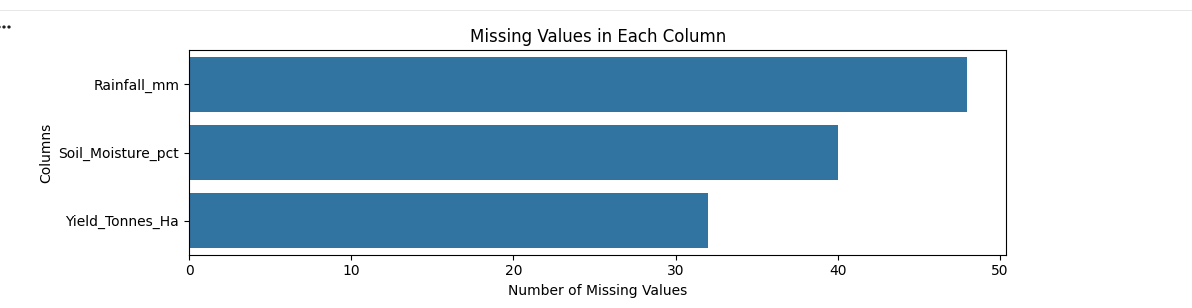 Missing Values in Each Column
Columns
Rainfall_mm
Soil_Moisture_pct
Yield_Tonnes_Ha
0 10 20 30 40 50
Number of Missing Values